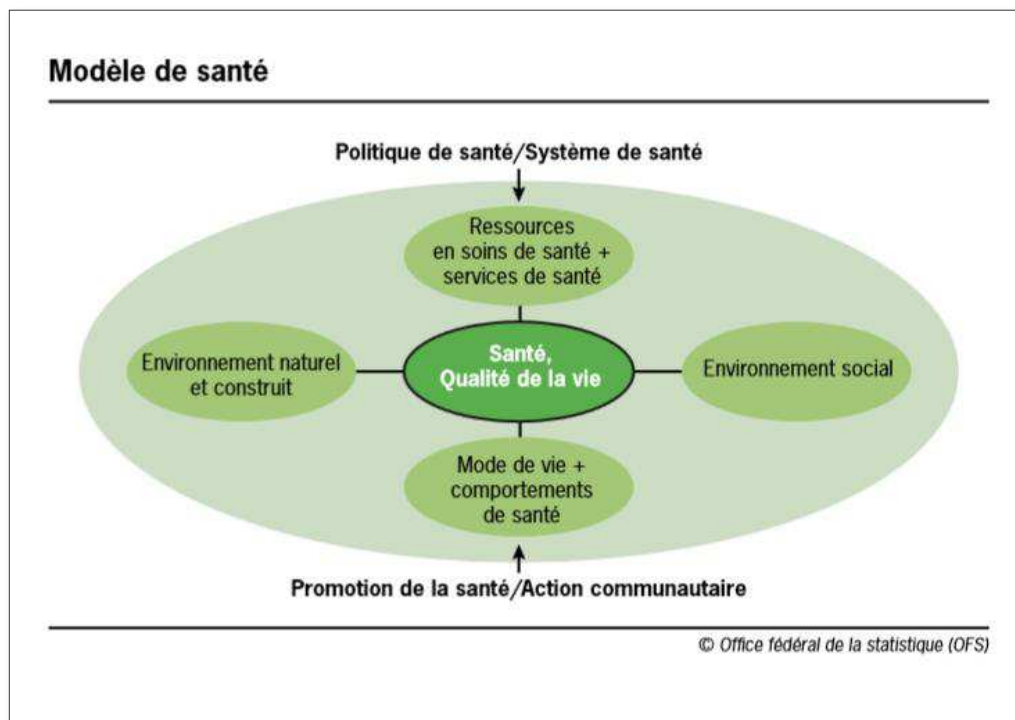 Modèle de santé
Politique de santé/Système de santé
Ressources
en soins de santé +
services de santé
Environnement naturel
et construit
Santé,
Qualité de la vie
Environnement social
Mode de vie +
comportements
de santé
Promotion de la santé/Action communautaire
© Office fédéral de la statistique (OFS)